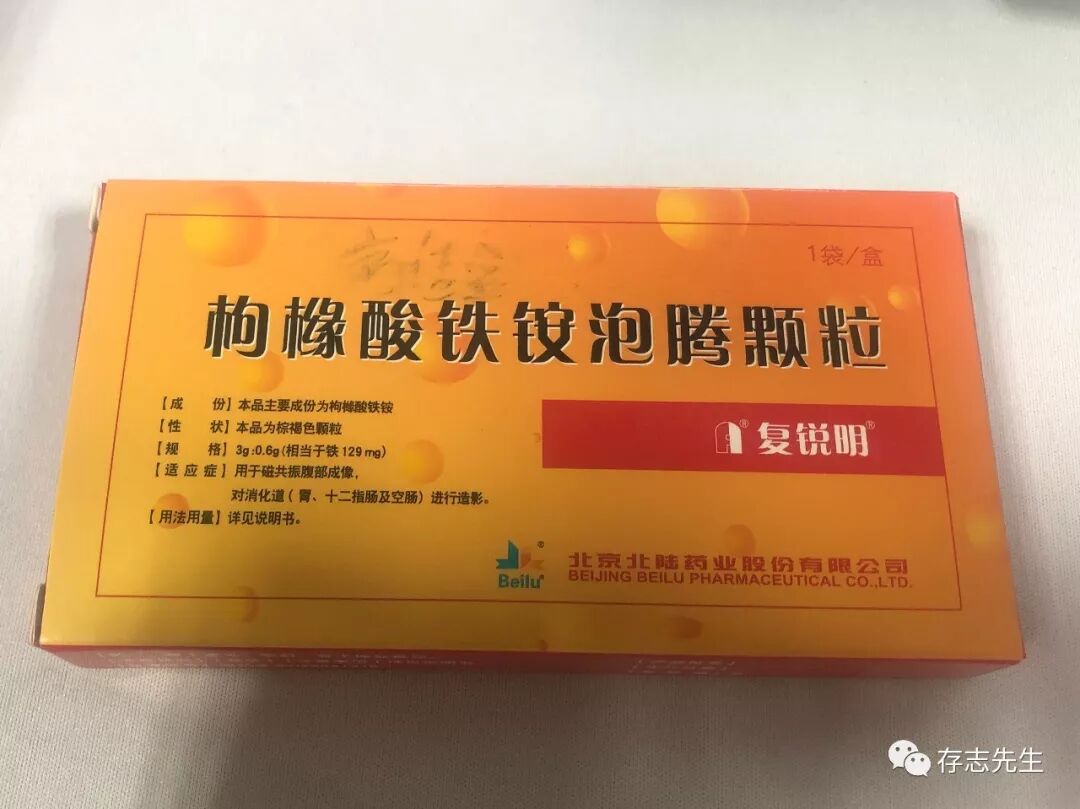 1袋/盒
枸橼酸铁铵泡腾颗粒
【成　份】本品主要成份为枸橼酸铁铵
【性　状】本品为棕褐色颗粒
【规　格】3g:0.6g(相当于铁129mg)
【适应症】用于磁共振腹部成像,
对消化道(胃、十二指肠及空肠)进行造影。
【用法用量】详见说明书。
®复锐明®
Beilu®
北京北陆药业股份有限公司
BEIJING BEILU PHARMACEUTICAL CO.,LTD.
存志先生